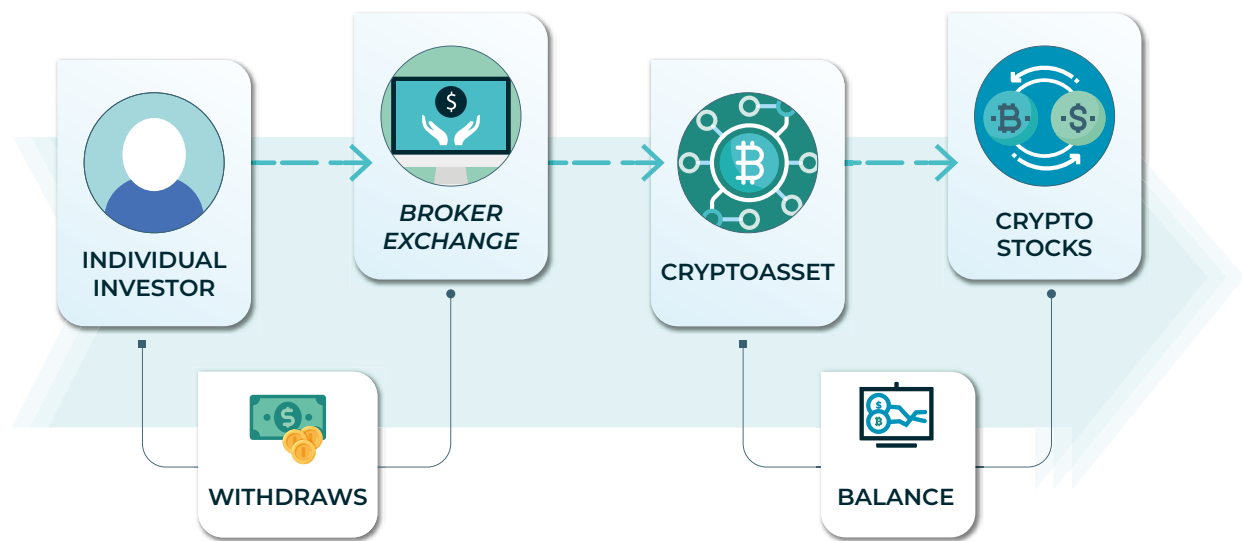 INDIVIDUAL
INVESTOR
BROKER
EXCHANGE
CRYPTOASSET
CRYPTO
STOCKS
WITHDRAWS
BALANCE